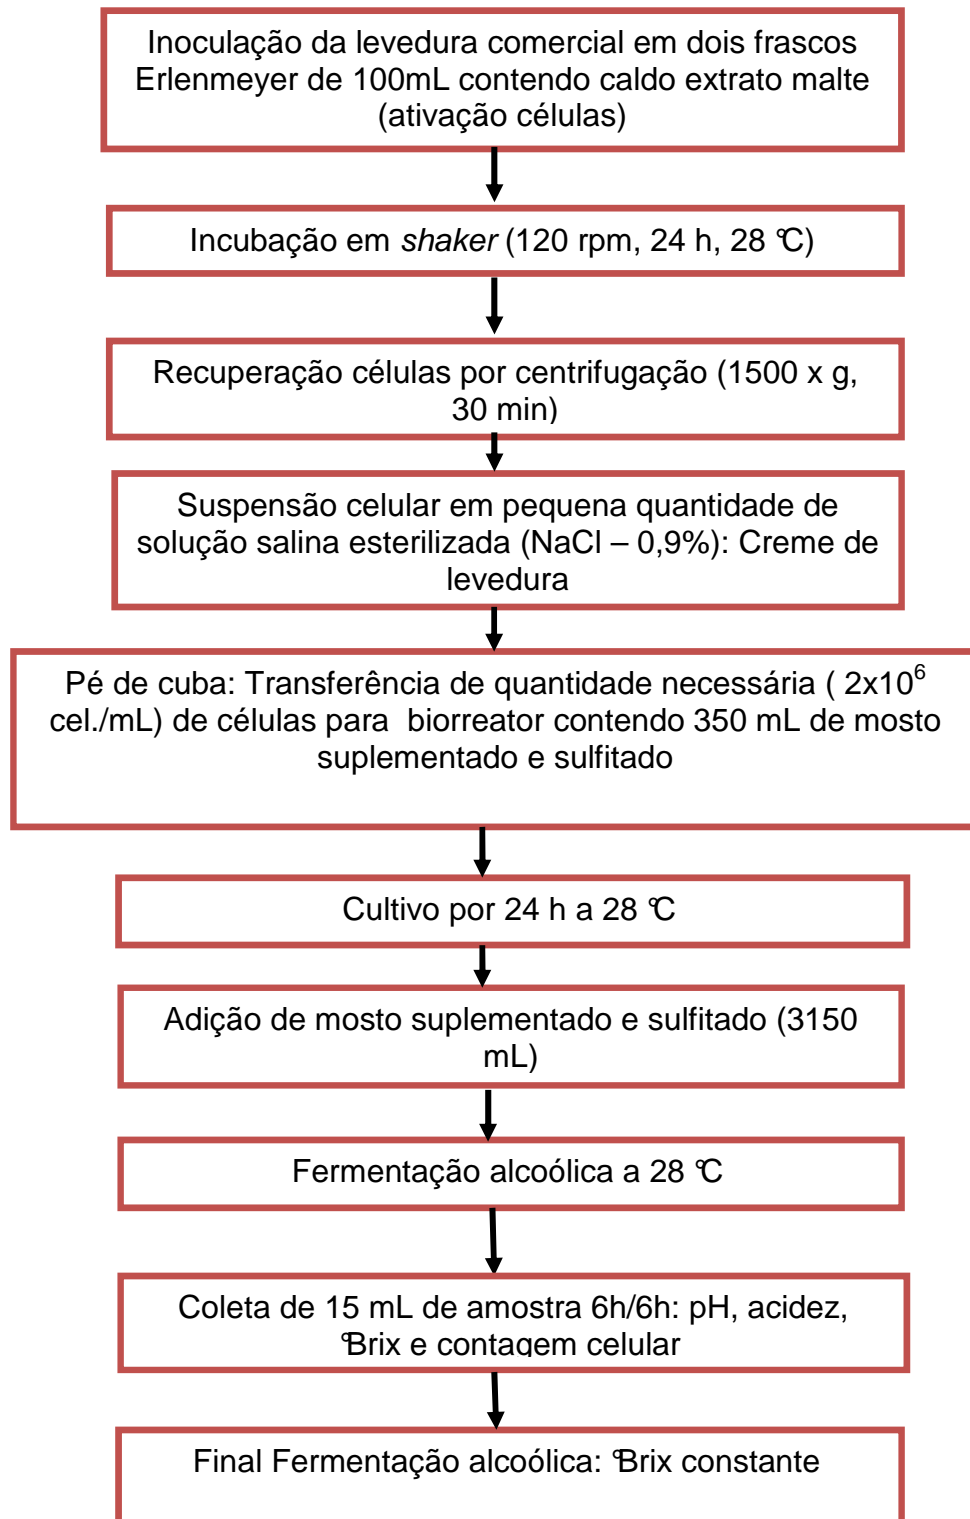 Inoculação da levedura comercial em dois frascos
Erlenmeyer de 100mL contendo caldo extrato malte
(ativação células)
Incubação em shaker (120 rpm, 24 h, 28 °C)
Recuperação células por centrifugação (1500 x g,
30 min)
Suspensão celular em pequena quantidade de
solução salina esterilizada (NaCl – 0,9%): Creme de
levedura
Pé de cuba: Transferência de quantidade necessária ( 2x10⁶
cel./mL) de células para biorreator contendo 350 mL de mosto
suplementado e sulfitado
Cultivo por 24 h a 28 °C
Adição de mosto suplementado e sulfitado (3150
mL)
Fermentação alcoólica a 28 °C
Coleta de 15 mL de amostra 6h/6h: pH, acidez,
°Brix e contagem celular
Final Fermentação alcoólica: °Brix constante